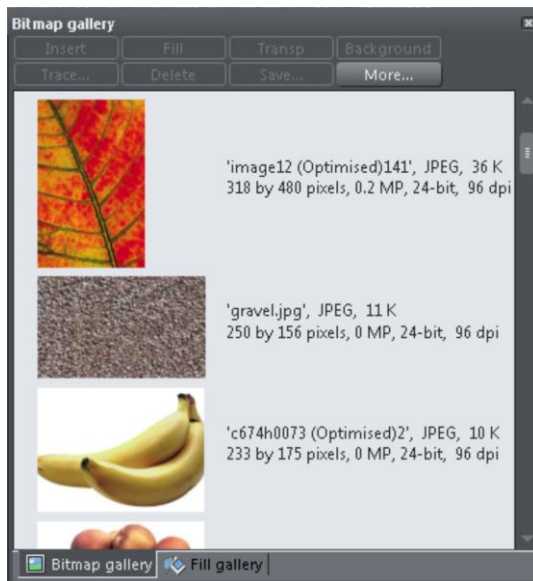 Bitmap gallery
Insert Fill Transp Background
Trace... Delete Save... More...
'image12 (Optimised)141', JPEG, 36 K
318 by 480 pixels, 0.2 MP, 24-bit, 96 dpi
'gravel.jpg', JPEG, 11 K
250 by 156 pixels, 0 MP, 24-bit, 96 dpi
'c674h0073 (Optimised)2', JPEG, 10 K
233 by 175 pixels, 0 MP, 24-bit, 96 dpi
Bitmap gallery Fill gallery